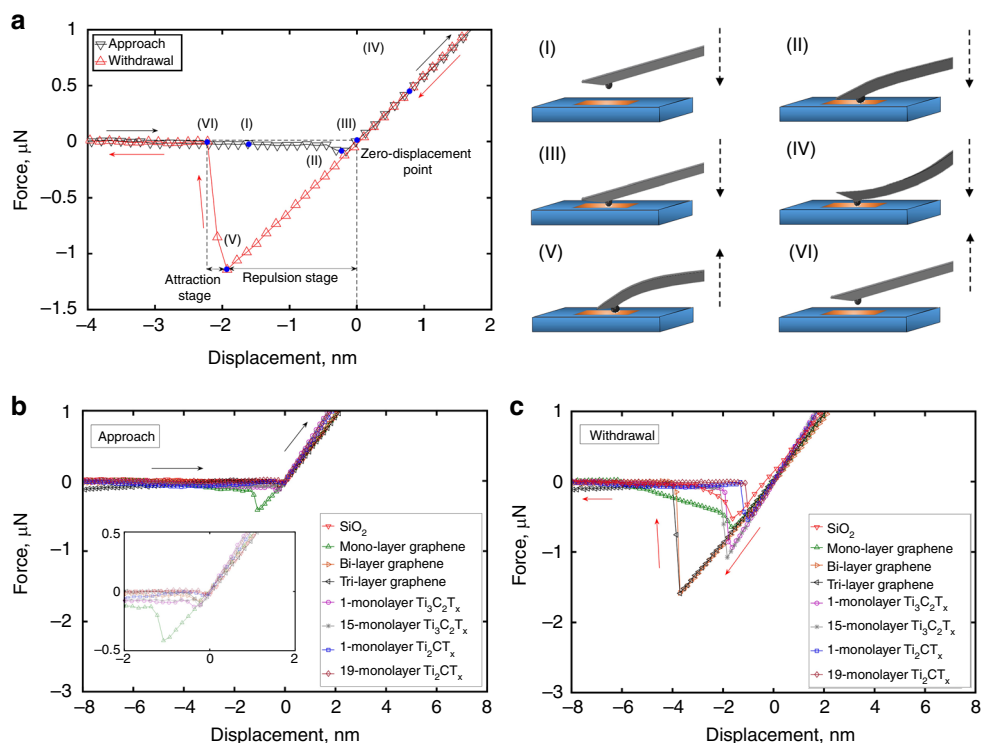 a
Approach
Withdrawal
(IV)
(VI)
(I)
(III)
(II)
Zero-displacement
point
(V)
Attraction
stage
Repulsion stage
1
0.5
0
−0.5
−1
−1.5
Force, µN
−4 −3 −2 −1 0 1 2
Displacement, nm
(I)
(II)
(III)
(IV)
(V)
(VI)
b
Approach
1
0
−1
−2
−3
Force, µN
0.5
0
−0.5
−2 0 2
SiO₂
Mono-layer graphene
Bi-layer graphene
Tri-layer graphene
1-monolayer Ti₃C₂Tₓ
15-monolayer Ti₃C₂Tₓ
1-monolayer Ti₂CTₓ
19-monolayer Ti₂CTₓ
−8 −6 −4 −2 0 2 4 6 8
Displacement, nm
c
Withdrawal
1
0
−1
−2
−3
Force, µN
SiO₂
Mono-layer graphene
Bi-layer graphene
Tri-layer graphene
1-monolayer Ti₃C₂Tₓ
15-monolayer Ti₃C₂Tₓ
1-monolayer Ti₂CTₓ
19-monolayer Ti₂CTₓ
−8 −6 −4 −2 0 2 4 6 8
Displacement, nm